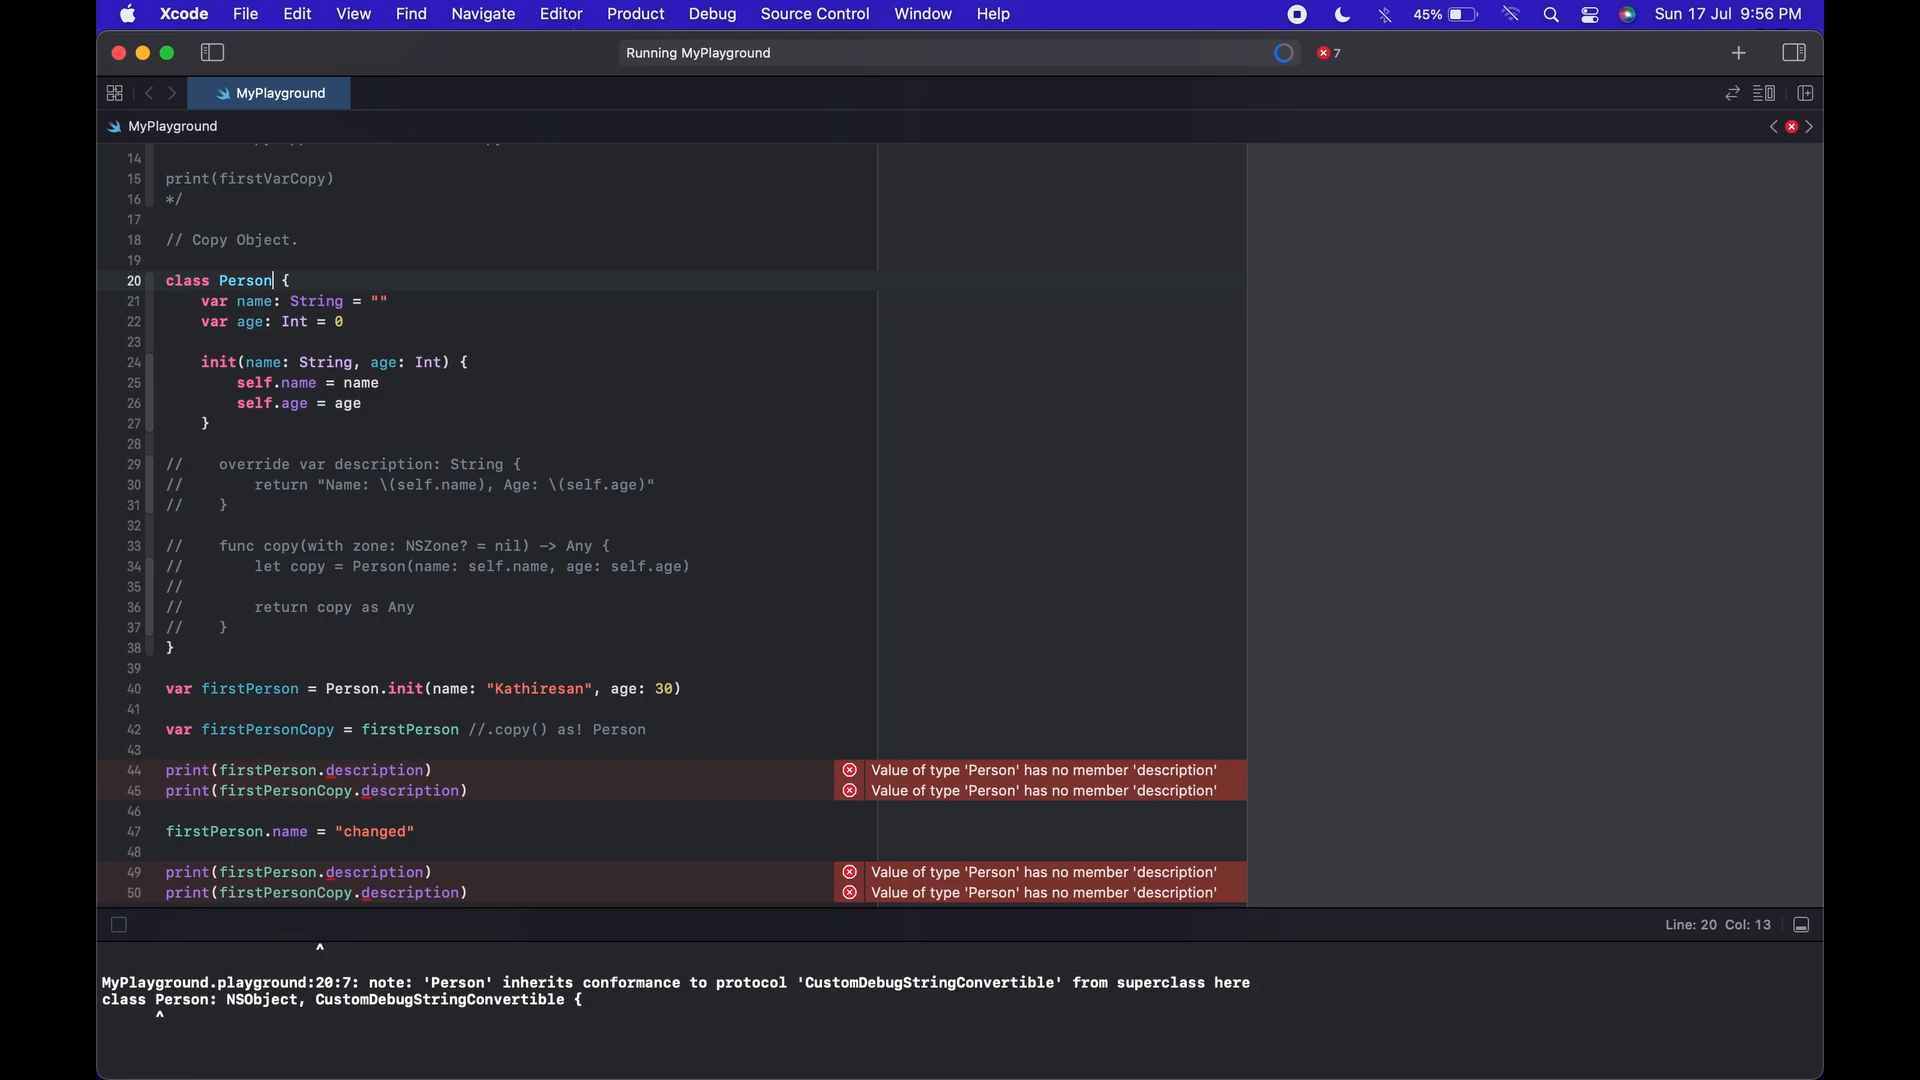 Xcode File Edit View Find Navigate Editor Product Debug Source Control Window Help 45% Sun 17 Jul 9:56 PM
Running MyPlayground 7
MyPlayground
MyPlayground
14
15 print(firstVarCopy)
16 */
17
18 // Copy Object.
19
20 class Person {
21 var name: String = ""
22 var age: Int = 0
23
24 init(name: String, age: Int) {
25 self.name = name
26 self.age = age
27 }
28
29 // override var description: String {
30 // return "Name: \(self.name), Age: \(self.age)"
31 // }
32
33 // func copy(with zone: NSZone? = nil) -> Any {
34 // let copy = Person(name: self.name, age: self.age)
35 //
36 // return copy as Any
37 // }
38 }
39
40 var firstPerson = Person.init(name: "Kathiresan", age: 30)
41
42 var firstPersonCopy = firstPerson //.copy() as! Person
43
44 print(firstPerson.description) Value of type 'Person' has no member 'description'
45 print(firstPersonCopy.description) Value of type 'Person' has no member 'description'
46
47 firstPerson.name = "changed"
48
49 print(firstPerson.description) Value of type 'Person' has no member 'description'
50 print(firstPersonCopy.description) Value of type 'Person' has no member 'description'
Line: 20 Col: 13
^
MyPlayground.playground:20:7: note: 'Person' inherits conformance to protocol 'CustomDebugStringConvertible' from superclass here
class Person: NSObject, CustomDebugStringConvertible {
^